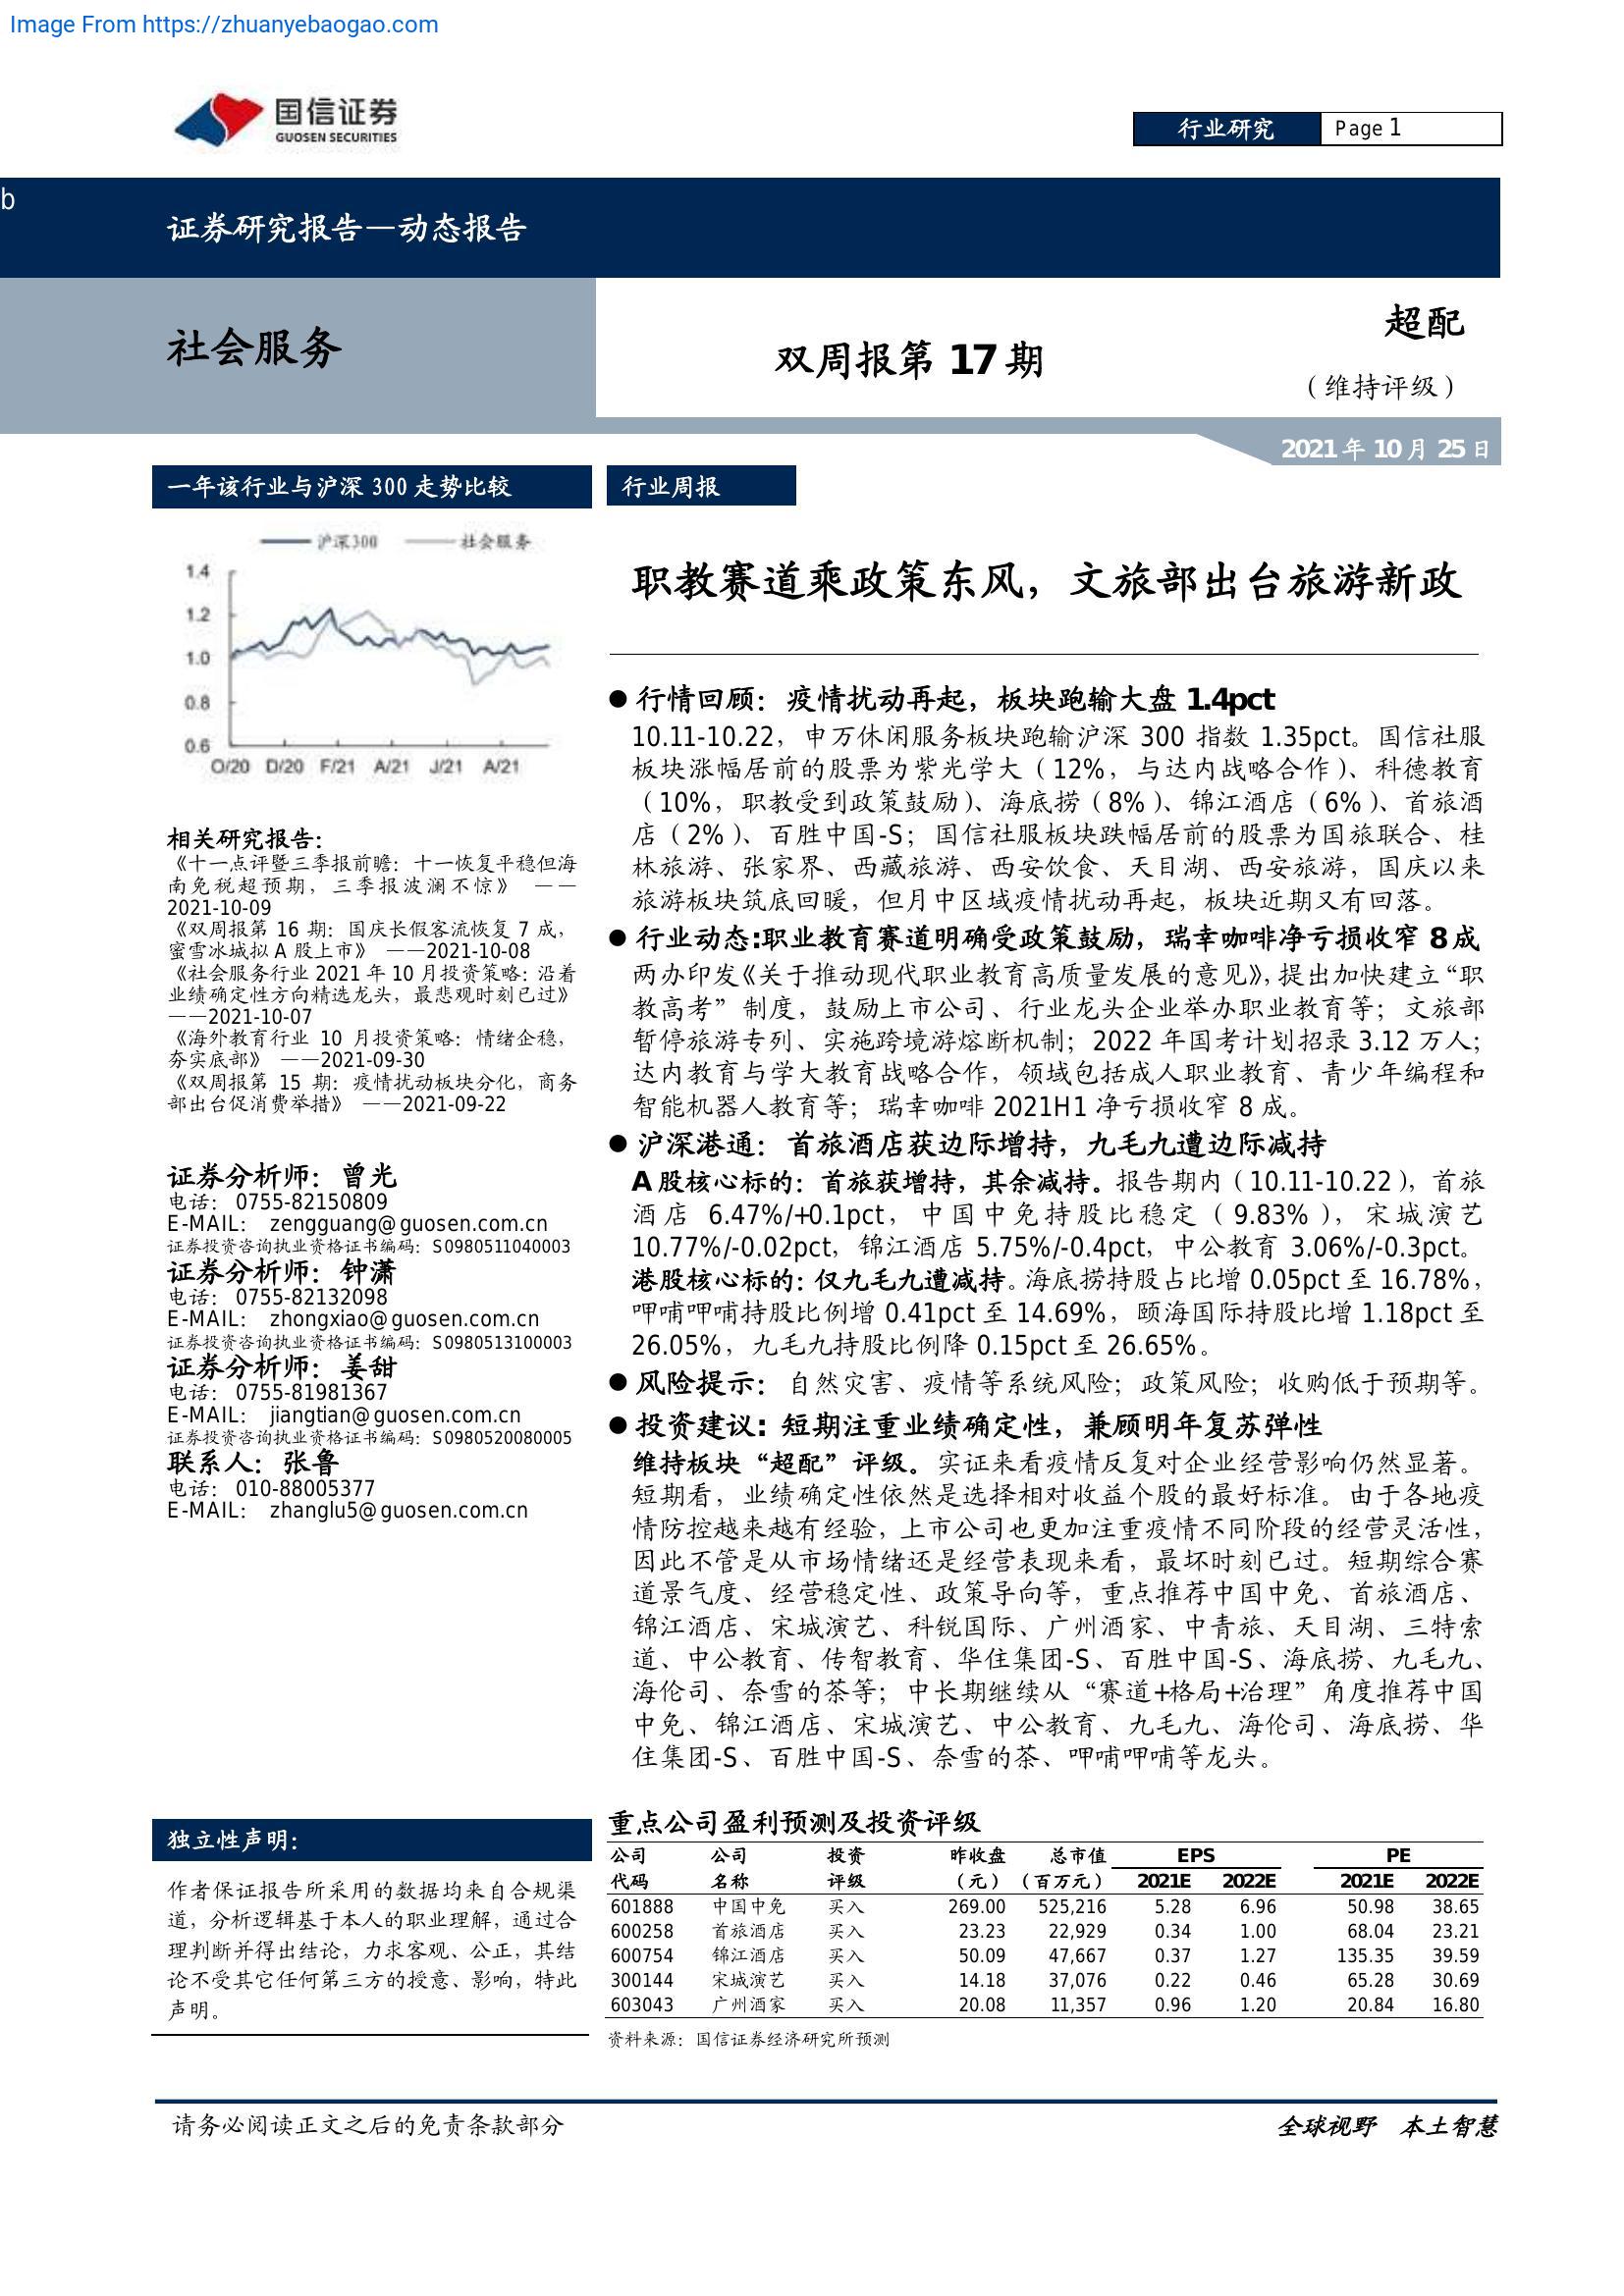 Image From https://zhuanyebaogao.com
国信证券
GUOSEN SECURITIES
行业研究
Page 1
b
证券研究报告—动态报告
社会服务
双周报第 17 期
超配
（维持评级）
2021 年 10 月 25 日
一年该行业与沪深 300 走势比较
沪深300 社会服务
1.4
1.2
1.0
0.8
0.6
O/20 D/20 F/21 A/21 J/21 A/21
相关研究报告：
《十一点评暨三季报前瞻：十一恢复平稳但海
南免税超预期，三季报波澜不惊》 ——
2021-10-09
《双周报第 16 期：国庆长假客流恢复 7 成，
蜜雪冰城拟 A 股上市》 ——2021-10-08
《社会服务行业 2021 年 10 月投资策略：沿着
业绩确定性方向精选龙头，最悲观时刻已过》
——2021-10-07
《海外教育行业 10 月投资策略：情绪企稳，
夯实底部》 ——2021-09-30
《双周报第 15 期：疫情扰动板块分化，商务
部出台促消费举措》 ——2021-09-22
证券分析师：曾光
电话： 0755-82150809
E-MAIL： zengguang@guosen.com.cn
证券投资咨询执业资格证书编码：S0980511040003
证券分析师：钟潇
电话： 0755-82132098
E-MAIL： zhongxiao@guosen.com.cn
证券投资咨询执业资格证书编码：S0980513100003
证券分析师：姜甜
电话： 0755-81981367
E-MAIL： jiangtian@guosen.com.cn
证券投资咨询执业资格证书编码：S0980520080005
联系人：张鲁
电话： 010-88005377
E-MAIL： zhanglu5@guosen.com.cn
独立性声明：
作者保证报告所采用的数据均来自合规渠
道，分析逻辑基于本人的职业理解，通过合
理判断并得出结论，力求客观、公正，其结
论不受其它任何第三方的授意、影响，特此
声明。
行业周报
职教赛道乘政策东风，文旅部出台旅游新政
● 行情回顾：疫情扰动再起，板块跑输大盘 1.4pct
10.11-10.22，申万休闲服务板块跑输沪深 300 指数 1.35pct。国信社服
板块涨幅居前的股票为紫光学大（12%，与达内战略合作）、科德教育
（10%，职教受到政策鼓励）、海底捞（8%）、锦江酒店（6%）、首旅酒
店（2%）、百胜中国-S；国信社服板块跌幅居前的股票为国旅联合、桂
林旅游、张家界、西藏旅游、西安饮食、天目湖、西安旅游，国庆以来
旅游板块筑底回暖，但月中区域疫情扰动再起，板块近期又有回落。
● 行业动态:职业教育赛道明确受政策鼓励，瑞幸咖啡净亏损收窄 8 成
两办印发《关于推动现代职业教育高质量发展的意见》，提出加快建立“职
教高考” 制度，鼓励上市公司、行业龙头企业举办职业教育等；文旅部
暂停旅游专列、实施跨境游熔断机制；2022 年国考计划招录 3.12 万人；
达内教育与学大教育战略合作，领域包括成人职业教育、青少年编程和
智能机器人教育等；瑞幸咖啡 2021H1 净亏损收窄 8 成。
● 沪深港通：首旅酒店获边际增持，九毛九遭边际减持
A 股核心标的：首旅获增持，其余减持。报告期内（10.11-10.22），首旅
酒店 6.47%/+0.1pct，中国中免持股比稳定（9.83%），宋城演艺
10.77%/-0.02pct，锦江酒店 5.75%/-0.4pct，中公教育 3.06%/-0.3pct。
港股核心标的：仅九毛九遭减持。海底捞持股占比增 0.05pct 至 16.78%，
呷哺呷哺持股比例增 0.41pct 至 14.69%，颐海国际持股比增 1.18pct 至
26.05%，九毛九持股比例降 0.15pct 至 26.65%。
● 风险提示： 自然灾害、疫情等系统风险；政策风险；收购低于预期等。
● 投资建议：短期注重业绩确定性，兼顾明年复苏弹性
维持板块“超配”评级。实证来看疫情反复对企业经营影响仍然显著。
短期看，业绩确定性依然是选择相对收益个股的最好标准。由于各地疫
情防控越来越有经验，上市公司也更加注重疫情不同阶段的经营灵活性，
因此不管是从市场情绪还是经营表现来看，最坏时刻已过。短期综合赛
道景气度、经营稳定性、政策导向等，重点推荐中国中免、首旅酒店、
锦江酒店、宋城演艺、科锐国际、广州酒家、中青旅、天目湖、三特索
道、中公教育、传智教育、华住集团-S、百胜中国-S、海底捞、九毛九、
海伦司、奈雪的茶等；中长期继续从“赛道+格局+治理”角度推荐中国
中免、锦江酒店、宋城演艺、中公教育、九毛九、海伦司、海底捞、华
住集团-S、百胜中国-S、奈雪的茶、呷哺呷哺等龙头。
重点公司盈利预测及投资评级
公司 公司 投资 昨收盘 总市值 EPS PE
代码 名称 评级 （元） （百万元） 2021E 2022E 2021E 2022E
601888 中国中免 买入 269.00 525,216 5.28 6.96 50.98 38.65
600258 首旅酒店 买入 23.23 22,929 0.34 1.00 68.04 23.21
600754 锦江酒店 买入 50.09 47,667 0.37 1.27 135.35 39.59
300144 宋城演艺 买入 14.18 37,076 0.22 0.46 65.28 30.69
603043 广州酒家 买入 20.08 11,357 0.96 1.20 20.84 16.80
资料来源：国信证券经济研究所预测
请务必阅读正文之后的免责条款部分
全球视野 本土智慧